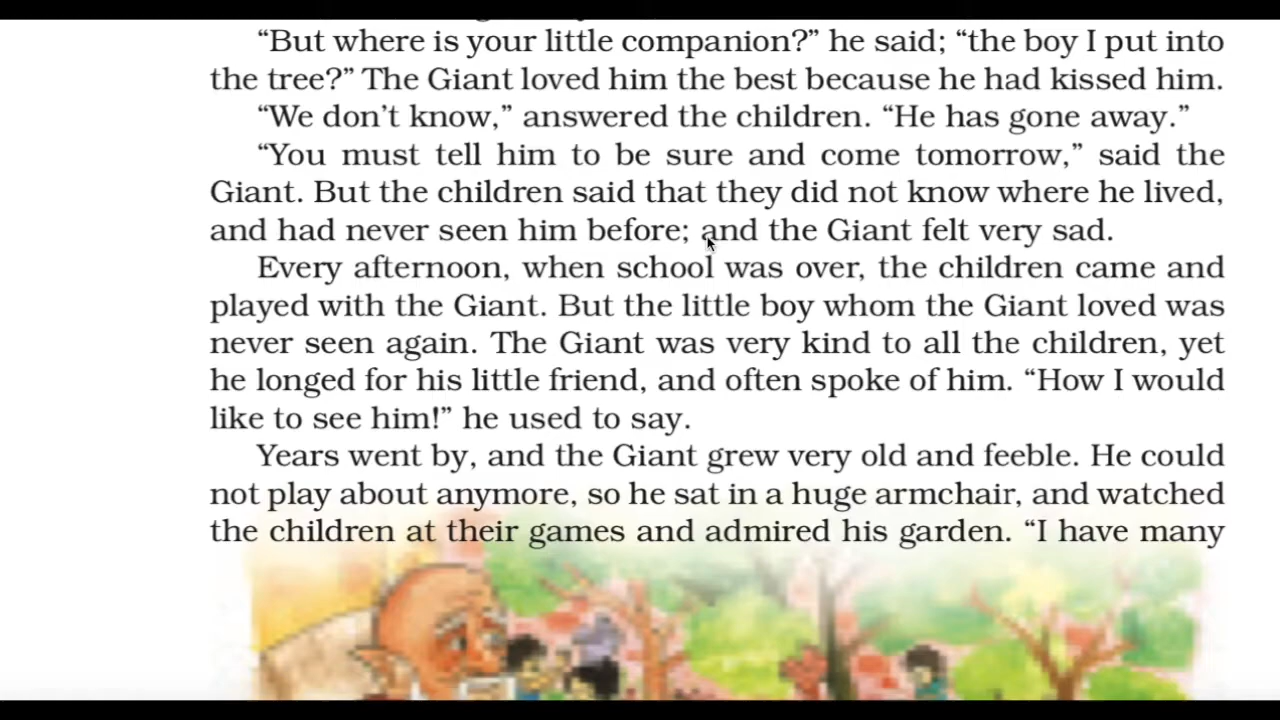 “But where is your little companion?” he said; “the boy I put into
the tree?” The Giant loved him the best because he had kissed him.
“We don’t know,” answered the children. “He has gone away.”
“You must tell him to be sure and come tomorrow,” said the
Giant. But the children said that they did not know where he lived,
and had never seen him before; and the Giant felt very sad.
Every afternoon, when school was over, the children came and
played with the Giant. But the little boy whom the Giant loved was
never seen again. The Giant was very kind to all the children, yet
he longed for his little friend, and often spoke of him. “How I would
like to see him!” he used to say.
Years went by, and the Giant grew very old and feeble. He could
not play about anymore, so he sat in a huge armchair, and watched
the children at their games and admired his garden. “I have many